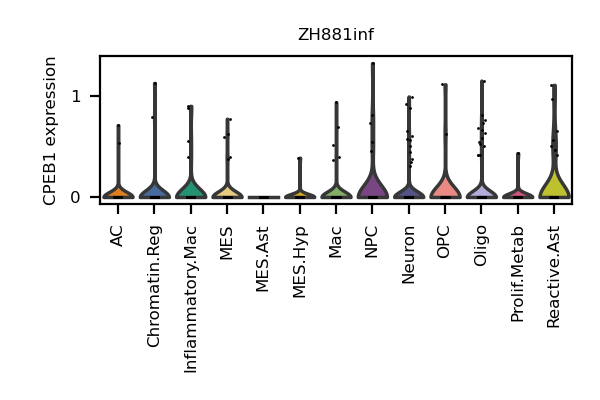 ZH881inf
CPEB1 expression
1
0
AC
Chromatin.Reg
Inflammatory.Mac
MES
MES.Ast
MES.Hyp
Mac
NPC
Neuron
OPC
Oligo
Prolif.Metab
Reactive.Ast